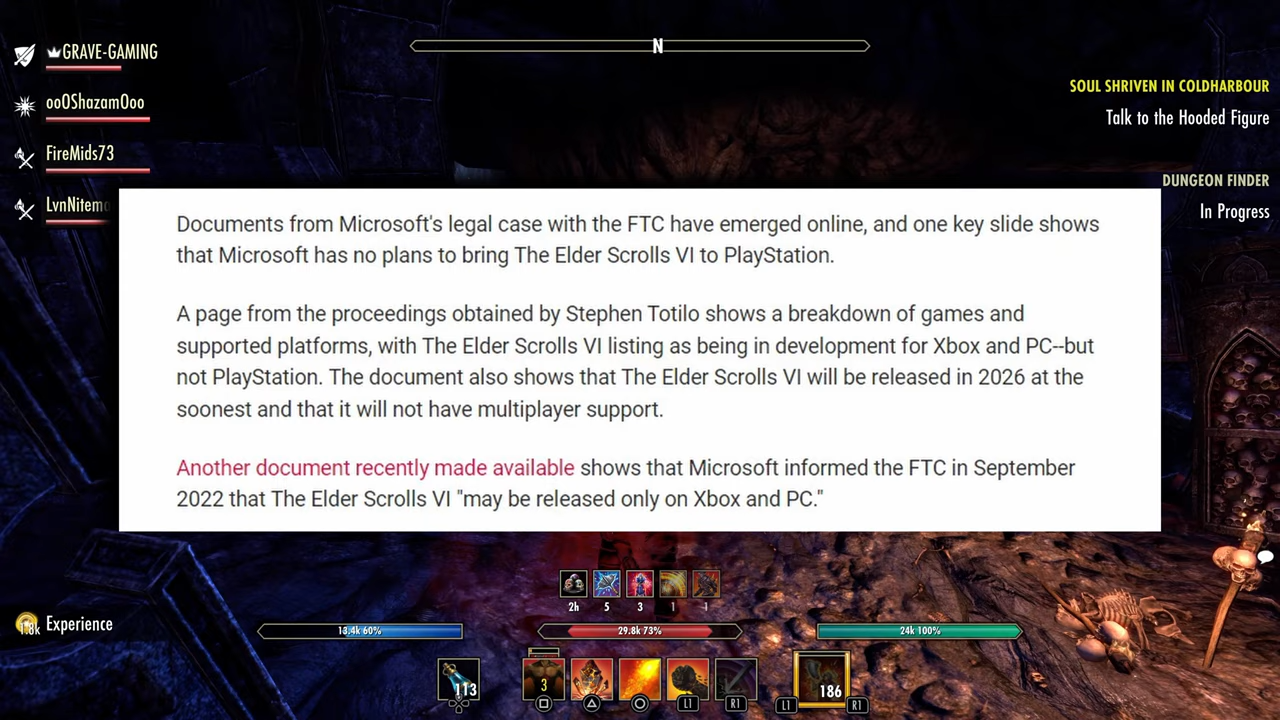 GRAVE-GAMING
N
ooOShazamOoo
SOUL SHRIVEN IN COLDHARBOUR
Talk to the Hooded Figure
FireMids73
DUNGEON FINDER
In Progress
LvnNitem
Documents from Microsoft's legal case with the FTC have emerged online, and one key slide shows
that Microsoft has no plans to bring The Elder Scrolls VI to PlayStation.
A page from the proceedings obtained by Stephen Totilo shows a breakdown of games and
supported platforms, with The Elder Scrolls VI listing as being in development for Xbox and PC--but
not PlayStation. The document also shows that The Elder Scrolls VI will be released in 2026 at the
soonest and that it will not have multiplayer support.
Another document recently made available shows that Microsoft informed the FTC in September
2022 that The Elder Scrolls VI "may be released only on Xbox and PC."
2h 5 3 1 1
Experience
13.4k 60% 29.8k 73% 24k 100%
113 3 186
L1 R1 L1 R1